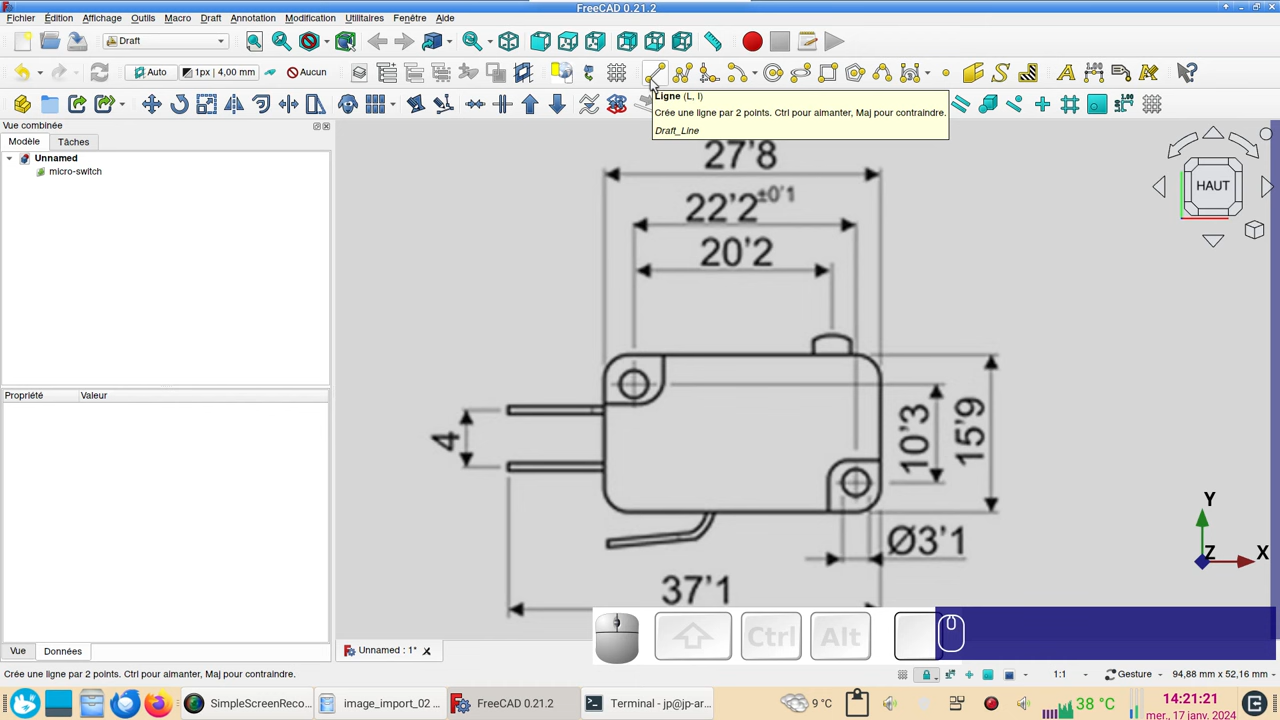 FreeCAD 0.21.2
Fichier Édition Affichage Outils Macro Draft Annotation Modification Utilitaires Fenêtre Aide
Draft
Auto 1px | 4,00 mm Aucun
Ligne (L, I)
Crée une ligne par 2 points. Ctrl pour aimanter, Maj pour contraindre.
Draft_Line
Vue combinée
Modèle Tâches
Unnamed
micro-switch
Propriété Valeur
27'8
22'2±0'1
20'2
4
10'3
15'9
Ø3'1
37'1
HAUT
Y
Z X
Ctrl Alt
Vue Données
Unnamed : 1*
Crée une ligne par 2 points. Ctrl pour aimanter, Maj pour contraindre.
1:1 Gesture 94,88 mm x 52,16 mm
SimpleScreenReco... image_import_02 ... FreeCAD 0.21.2 Terminal - jp@jp-ar...
9 °C 38 °C
14:21:21
mer., 17 janv. 2024